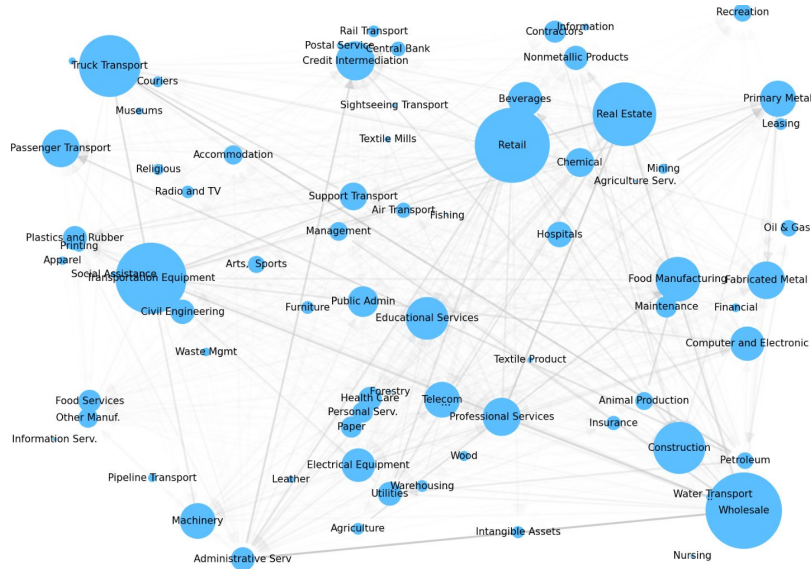 Recreation
Information
Contractors
Rail Transport
Postal Service
Central Bank
Credit Intermediation
Nonmetallic Products
Truck Transport
Couriers
Beverages
Primary Metal
Sightseeing Transport
Museums
Real Estate
Leasing
Textile Mills
Retail
Passenger Transport
Accommodation
Chemical
Religious
Mining
Agriculture Serv.
Radio and TV
Support Transport
Air Transport
Fishing
Oil & Gas
Management
Hospitals
Plastics and Rubber
Printing
Apparel
Arts,  Sports
Social Assistance
Transportation Equipment
Food Manufacturing
Fabricated Metal
Public Admin
Furniture
Maintenance
Financial
Civil Engineering
Educational Services
Computer and Electronic
Waste Mgmt
Textile Product
Forestry
Health Care
Telecom
...
Food Services
Animal Production
Personal Serv.
Other Manuf.
Professional Services
Insurance
Paper
Information Serv.
Construction
Wood
Petroleum
Electrical Equipment
Pipeline Transport
Leather
Warehousing
Utilities
Water Transport
Wholesale
Machinery
Agriculture
Intangible Assets
Administrative Serv
Nursing